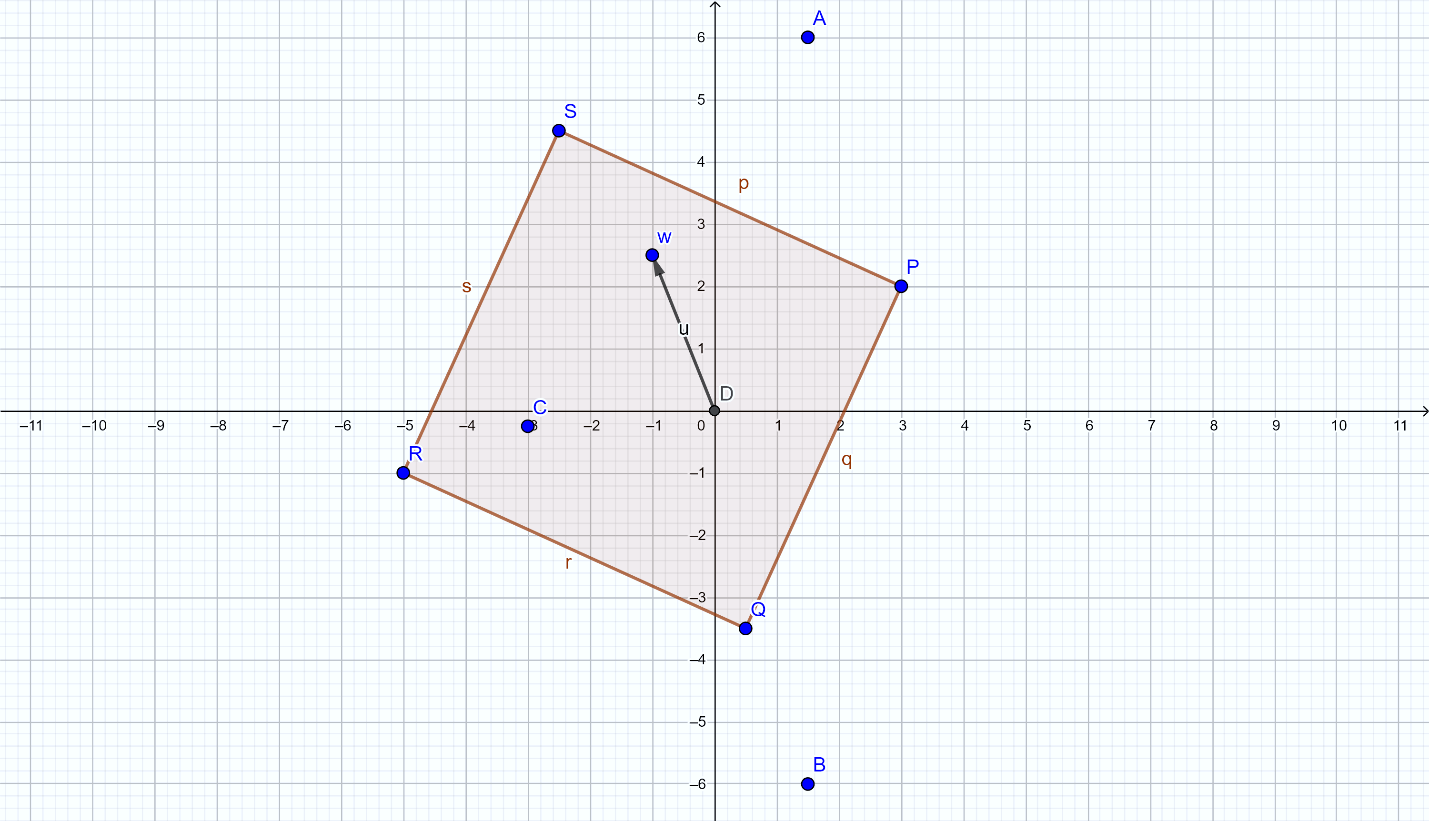 A
6
5
S
4
p
3
w
P
s
2
u
1
D
C
–11 –10 –9 –8 –7 –6 –5 –4 –3 –2 –1 0 1 2 3 4 5 6 7 8 9 10 11
R
q
–1
–2
r
–3
Q
–4
–5
B
–6